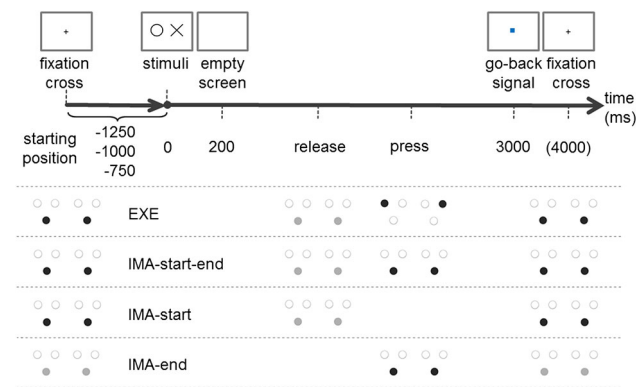 fixation
cross
stimuli
empty
screen
go-back
signal
fixation
cross
time
(ms)
starting
position
-1250
-1000
-750
0
200
release
press
3000
(4000)
EXE
IMA-start-end
IMA-start
IMA-end